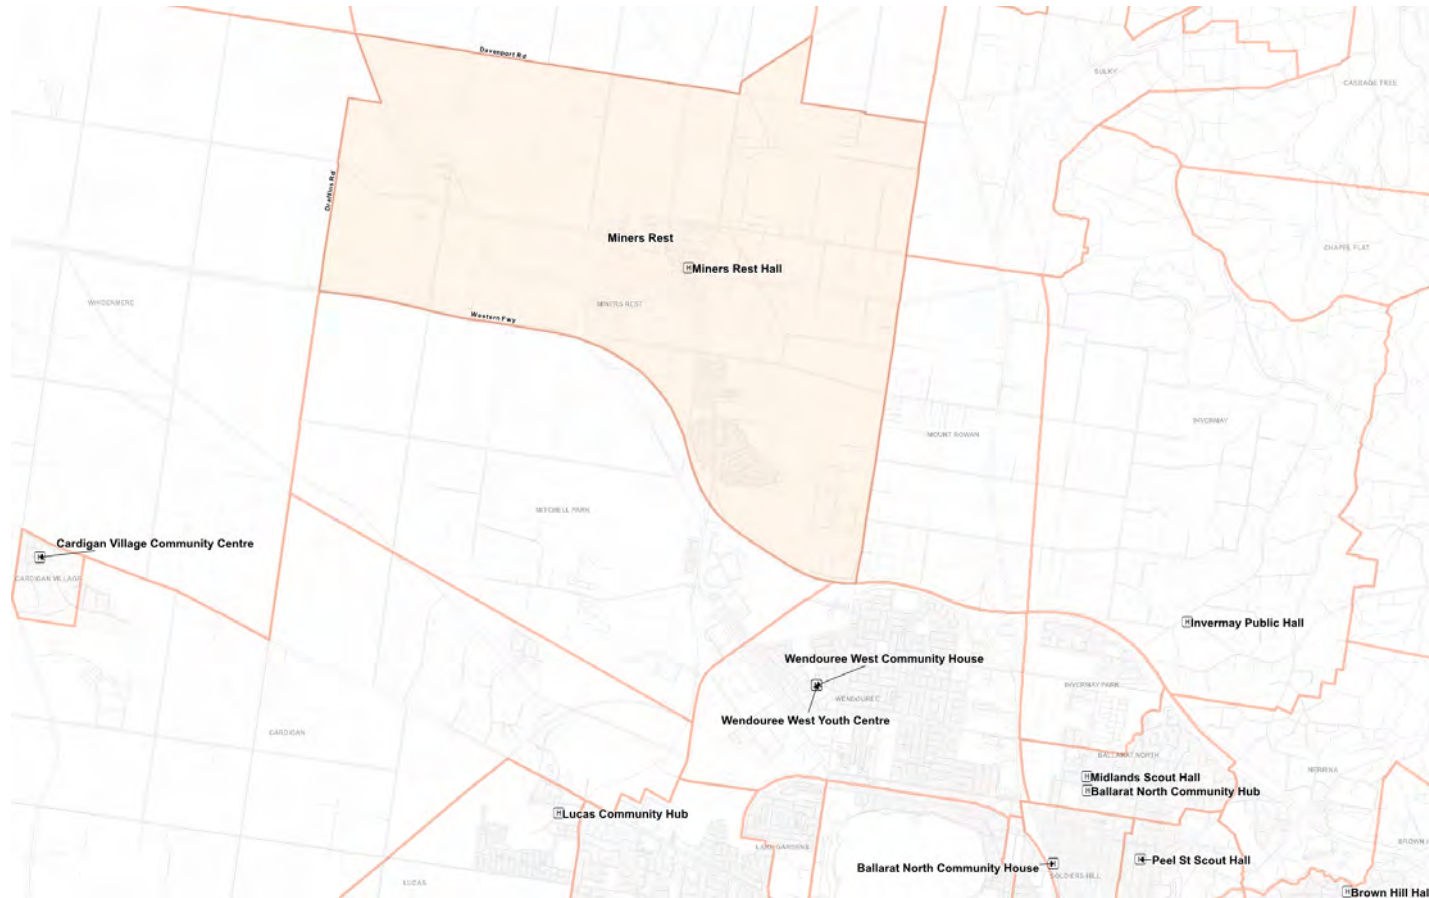 Davenport Rd
SULKY
CABBAGE TREE
Draffins Rd
Miners Rest
CHAPEL FLAT
H Miners Rest Hall
WINDERMERE
MINERS REST
Western Fwy
INVERMAY
MOUNT ROWAN
MITCHELL PARK
Cardigan Village Community Centre
H
CARDIGAN VILLAGE
H Invermay Public Hall
Wendouree West Community House
INVERMAY PARK
WENDOUREE
Wendouree West Youth Centre
CARDIGAN
BALLARAT NORTH
NERRINA
H Midlands Scout Hall
H Ballarat North Community Hub
H Lucas Community Hub
BROWN
LAKE GARDENS
Peel St Scout Hall
Ballarat North Community House
SOLDIERS HILL
LUCAS
H Brown Hill Hal